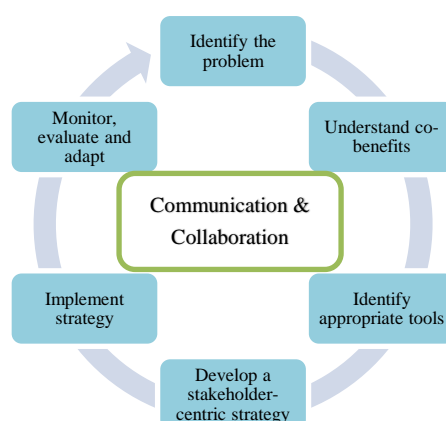 Identify the
problem
Understand co-
benefits
Identify
appropriate tools
Develop a
stakeholder-
centric strategy
Implement
strategy
Monitor,
evaluate and
adapt
Communication &
Collaboration